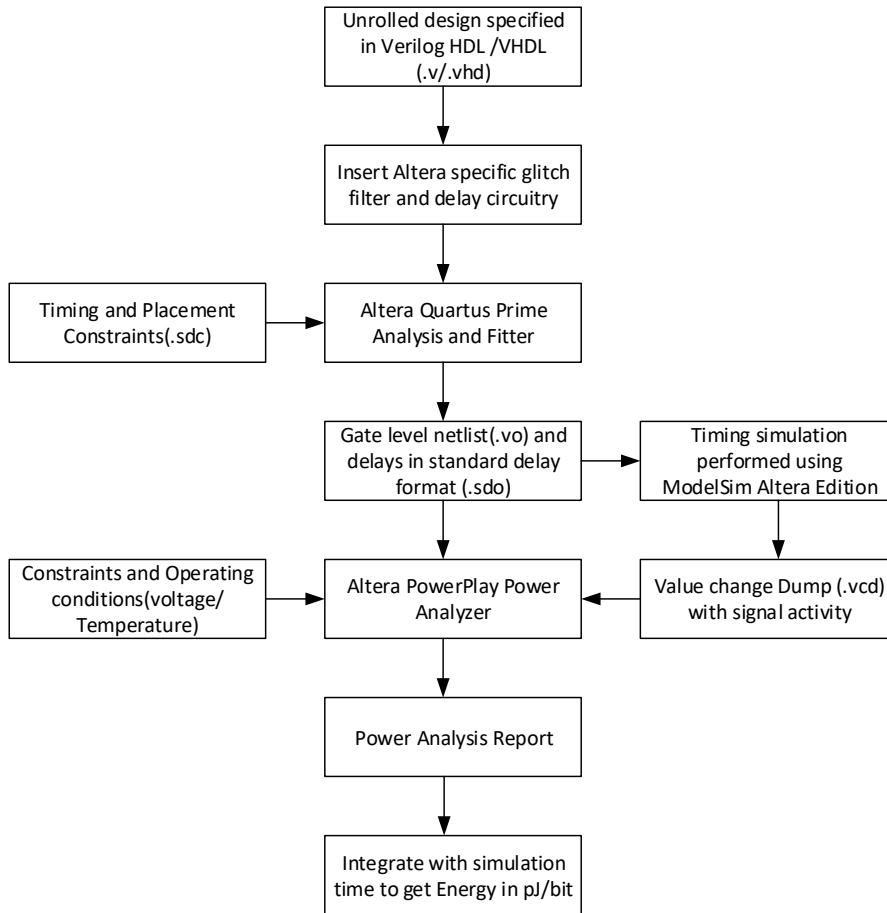 Unrolled design specified
in Verilog HDL /VHDL
(.v/.vhd)
Insert Altera specific glitch
filter and delay circuitry
Timing and Placement
Constraints(.sdc)
Altera Quartus Prime
Analysis and Fitter
Gate level netlist(.vo) and
delays in standard delay
format (.sdo)
Timing simulation
performed using
ModelSim Altera Edition
Constraints and Operating
conditions(voltage/
Temperature)
Altera PowerPlay Power
Analyzer
Value change Dump (.vcd)
with signal activity
Power Analysis Report
Integrate with simulation
time to get Energy in pJ/bit